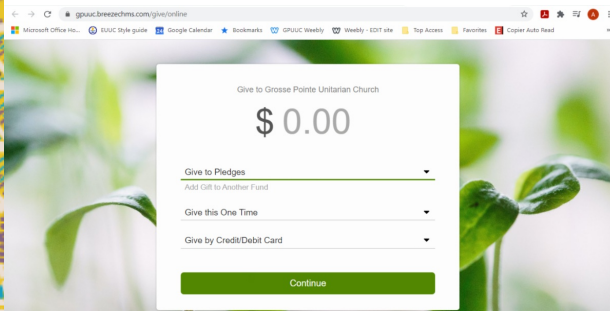 gpuuc.breezechms.com/give/online
Microsoft Office Ho... EUUC Style guide Google Calendar Bookmarks GPUUC Weebly Weebly - EDIT site Top Access Favorites Copier Auto Read
Give to Grosse Pointe Unitarian Church
$ 0.00
Give to Pledges
Add Gift to Another Fund
Give this One Time
Give by Credit/Debit Card
Continue